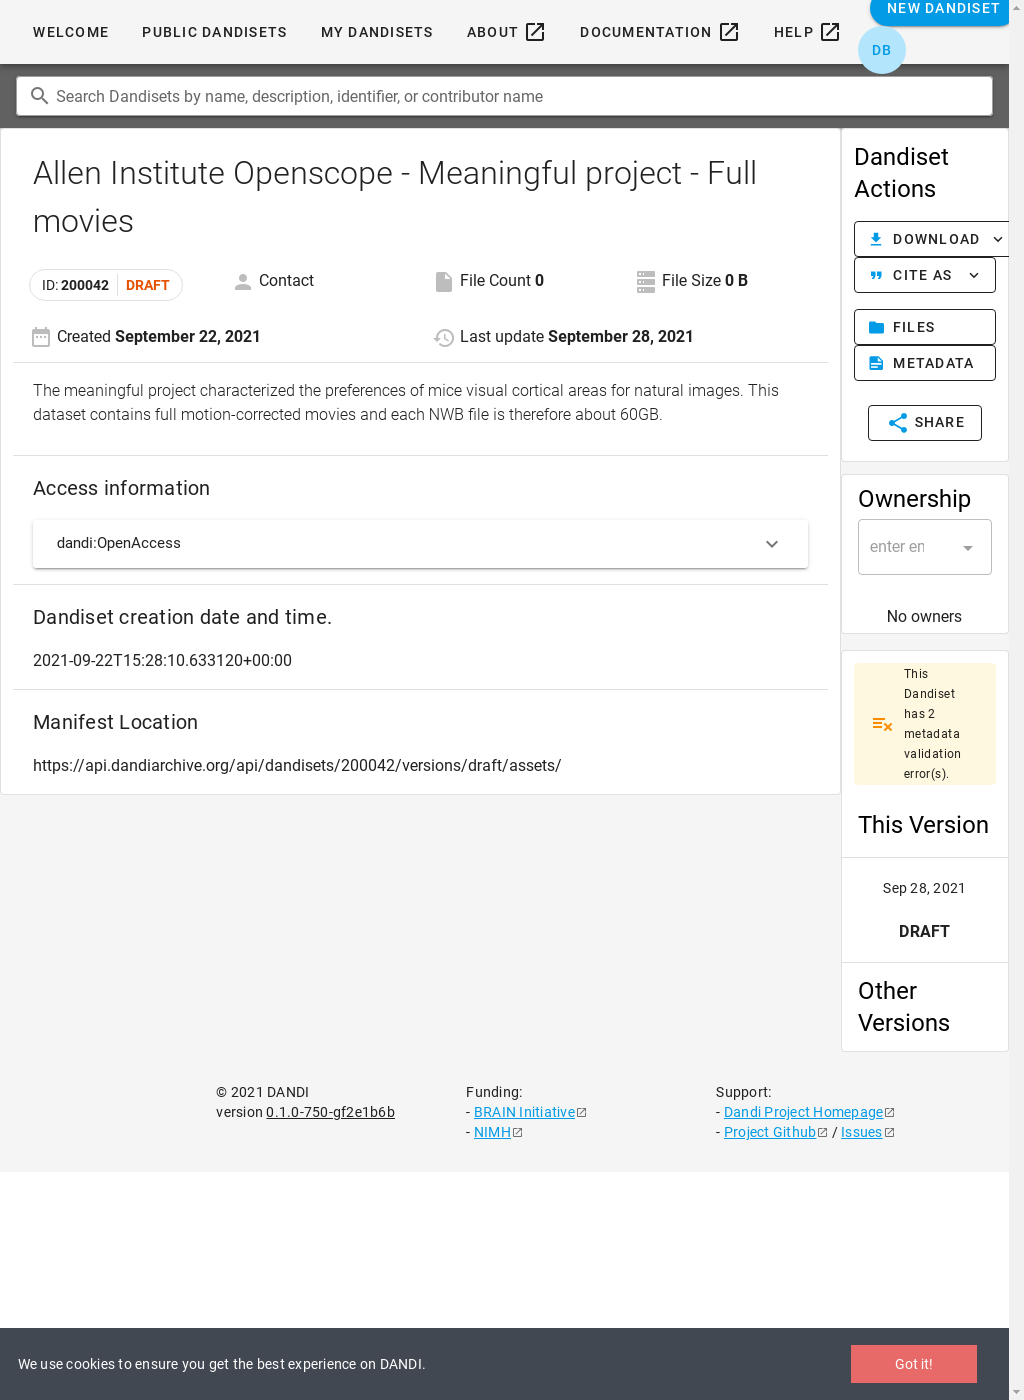 WELCOME PUBLIC DANDISETS MY DANDISETS ABOUT DOCUMENTATION HELP NEW DANDISET
DB
Search Dandisets by name, description, identifier, or contributor name
Allen Institute Openscope - Meaningful project - Full
movies
ID: 200042 DRAFT Contact File Count 0 File Size 0 B
Created September 22, 2021 Last update September 28, 2021
The meaningful project characterized the preferences of mice visual cortical areas for natural images. This
dataset contains full motion-corrected movies and each NWB file is therefore about 60GB.
Access information
dandi:OpenAccess
Dandiset creation date and time.
2021-09-22T15:28:10.633120+00:00
Manifest Location
https://api.dandiarchive.org/api/dandisets/200042/versions/draft/assets/
Dandiset
Actions
DOWNLOAD
CITE AS
FILES
METADATA
SHARE
Ownership
enter en
No owners
This
Dandiset
has 2
metadata
validation
error(s).
This Version
Sep 28, 2021
DRAFT
Other
Versions
© 2021 DANDI
version 0.1.0-750-gf2e1b6b
Funding:
- BRAIN Initiative
- NIMH
Support:
- Dandi Project Homepage
- Project Github / Issues
We use cookies to ensure you get the best experience on DANDI.
Got it!